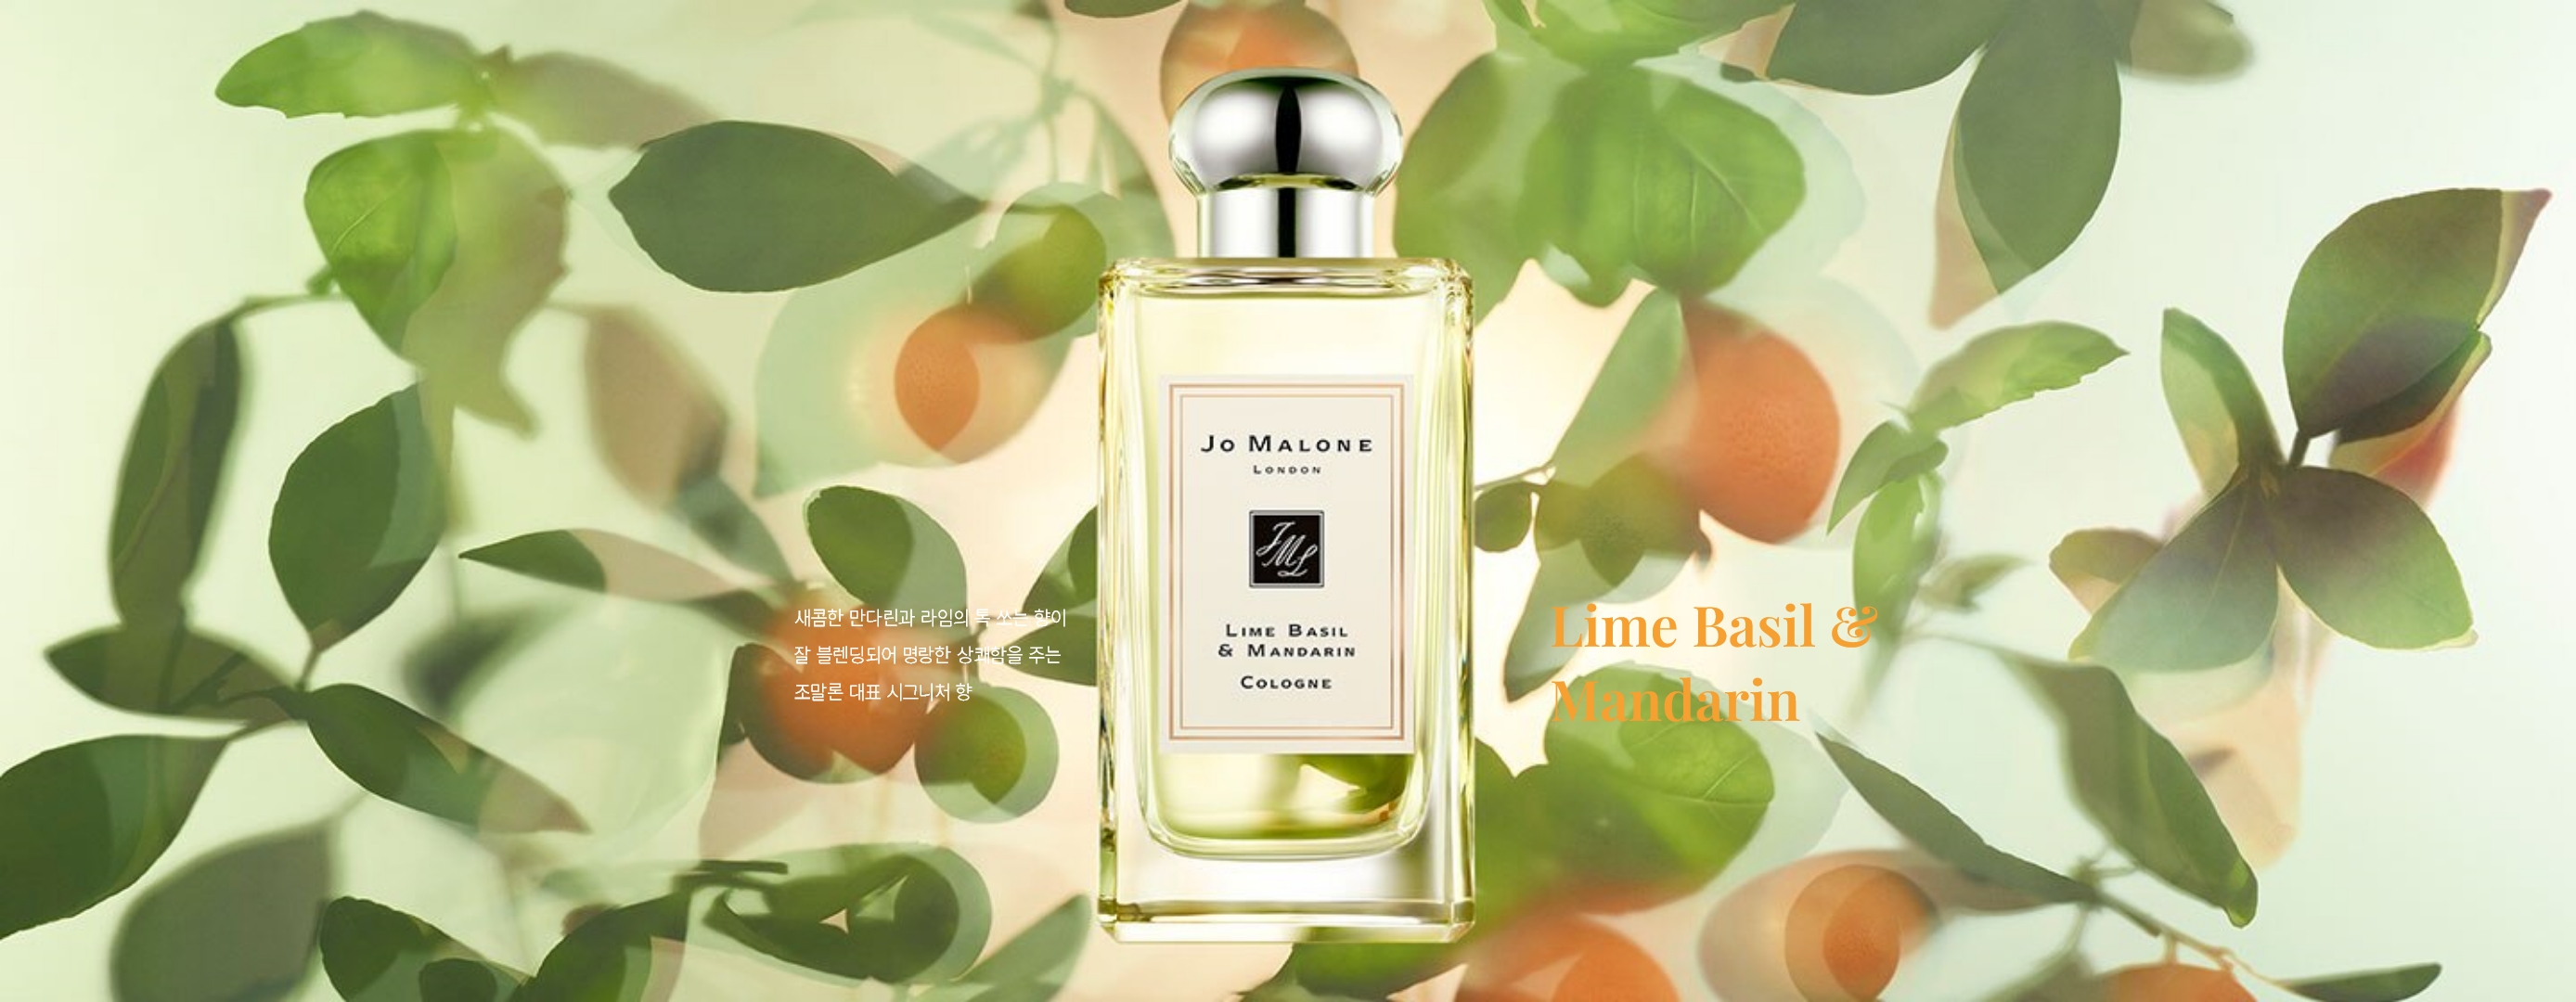 새콤한 만다린과 라임의 톡 쏘는 향이
잘 블렌딩되어 명랑한 상쾌함을 주는
조말론 대표 시그니처 향
JO MALONE
LONDON
JML
LIME BASIL
& MANDARIN
COLOGNE
Lime Basil &
Mandarin